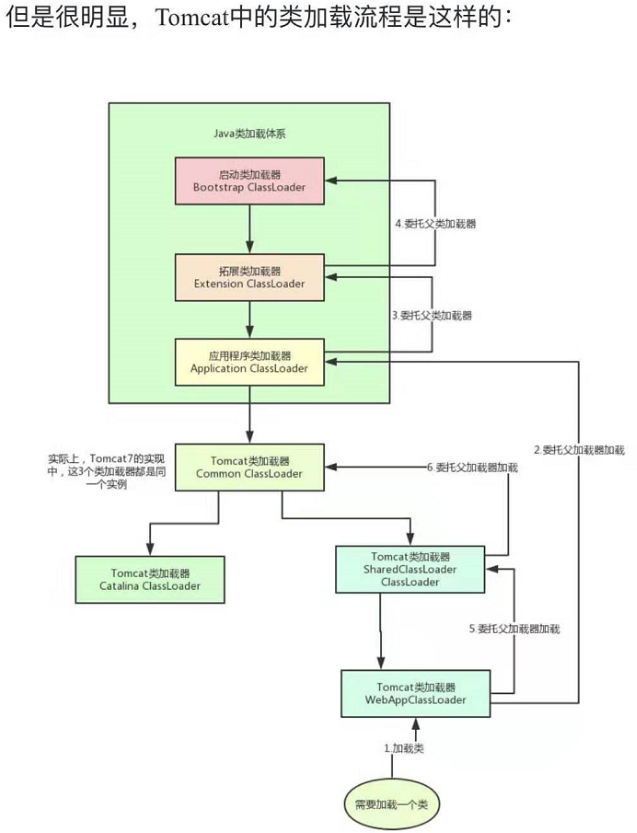 但是很明显，Tomcat中的类加载流程是这样的：
Java类加载体系
启动类加载器
Bootstrap ClassLoader
4.委托父类加载器
拓展类加载器
Extension ClassLoader
3.委托父类加载器
应用程序类加载器
Application ClassLoader
2.委托父加载器加载
实际上，Tomcat7的实现
中，这3个类加载器都是同
一个实例
Tomcat类加载器
Common ClassLoader
6.委托父加载器加载
Tomcat类加载器
Catalina ClassLoader
Tomcat类加载器
SharedClassLoader
ClassLoader
5.委托父加载器加载
Tomcat类加载器
WebAppClassLoader
1.加载类
需要加载一个类